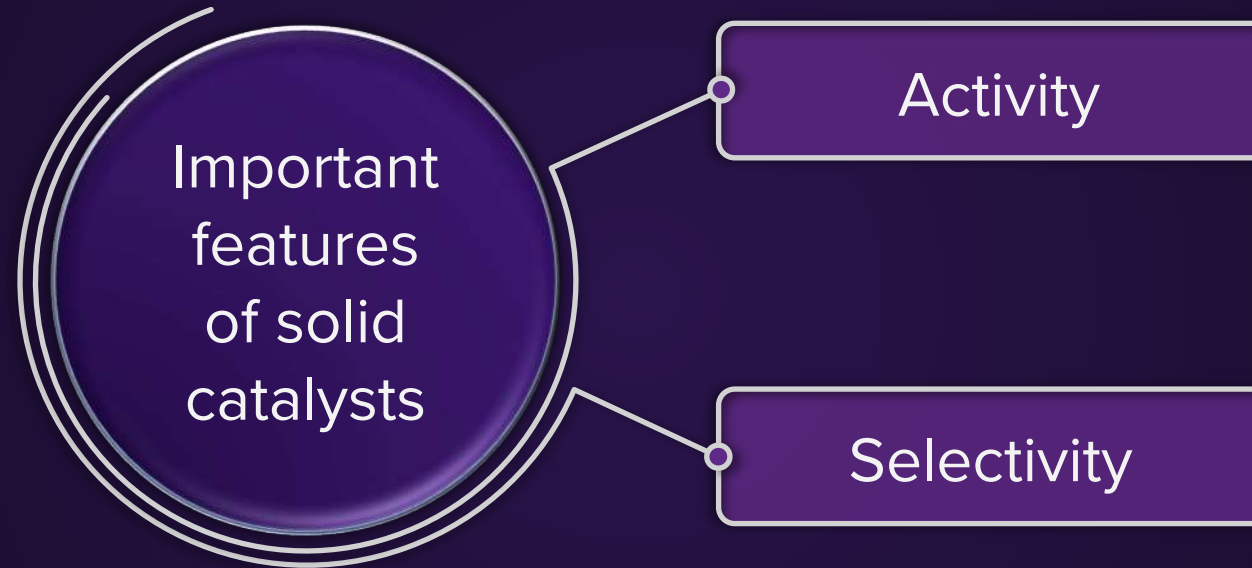 Important
features
of solid
catalysts
Activity
Selectivity